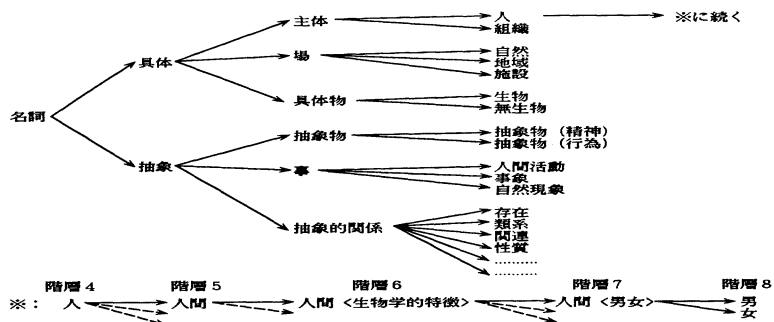 主体
人
※に続く
組織
具体
場
自然
地域
施設
具体物
生物
無生物
名詞
抽象物
抽象物（精神）
抽象物（行為）
抽象
事
人間活動
事象
自然現象
抽象的関係
存在
類系
関連
性質
………
………
階層4 階層5 階層6 階層7 階層8
※： 人 人間 人間＜生物学的特徴＞ 人間＜男女＞ 男
女